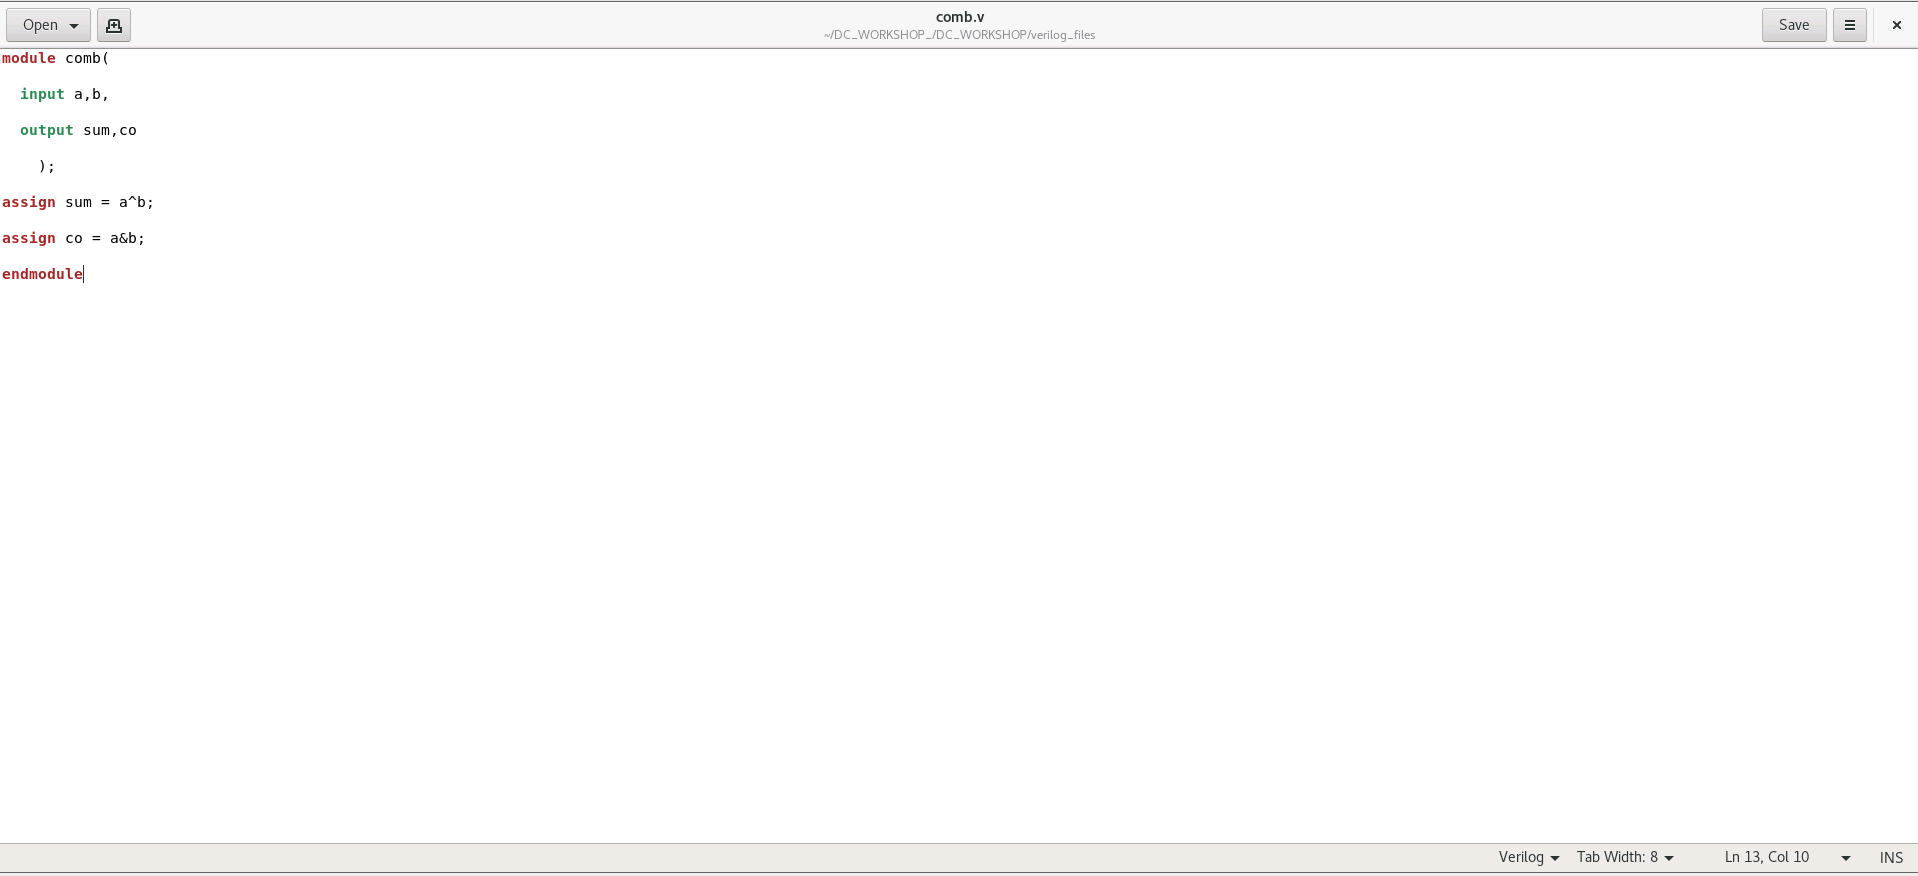 Open
comb.v
~/DC_WORKSHOP_/DC_WORKSHOP/verilog_files
Save
module comb(
input a,b,
output sum,co
);
assign sum = a^b;
assign co = a&b;
endmodule
Verilog
Tab Width: 8
Ln 13, Col 10
INS